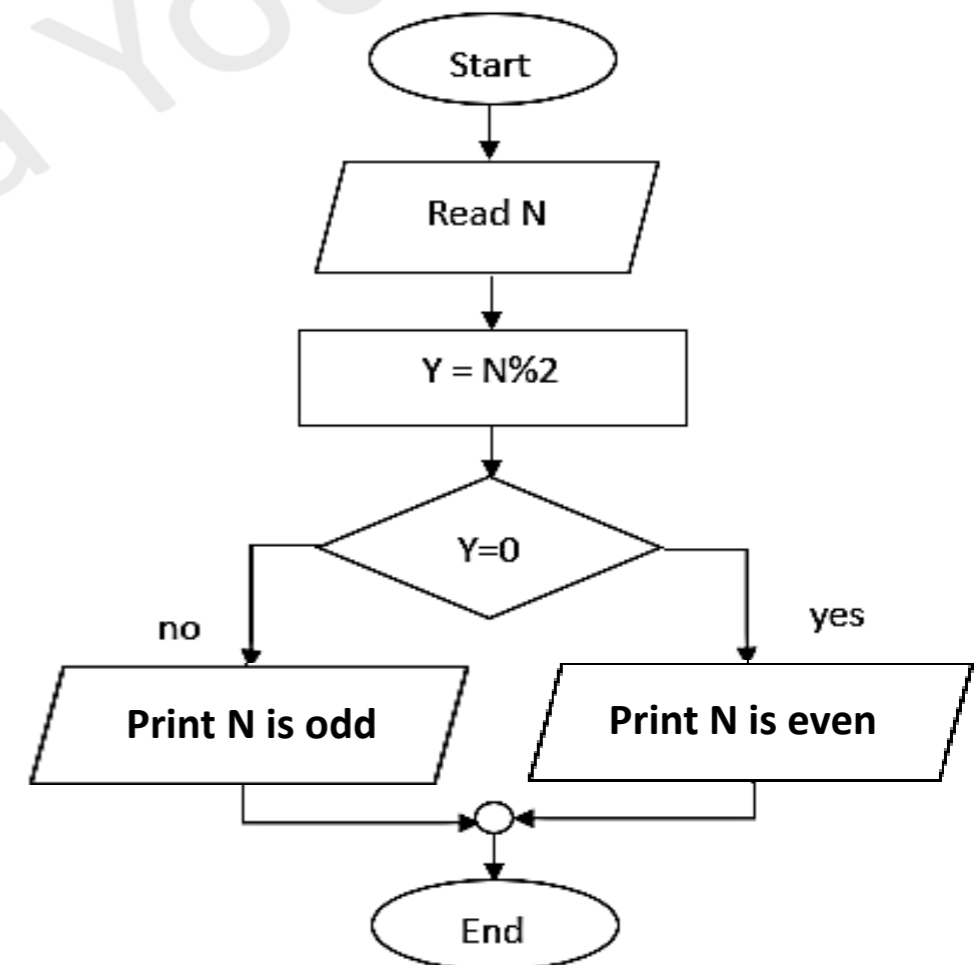 Start
Read N
Y = N%2
Y=0
no
yes
Print N is odd
Print N is even
End